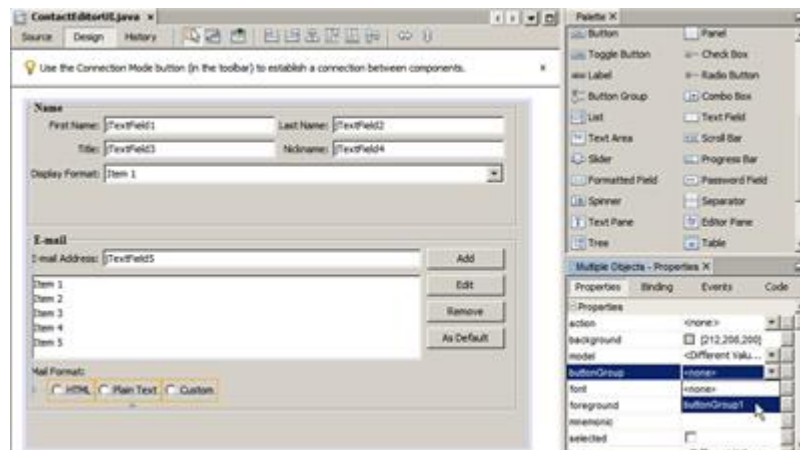 ContactEditorUI.java ×
Source Design History
Use the Connection Mode button (in the toolbar) to establish a connection between components. ×
Name
First Name: jTextField1 Last Name: jTextField2
Title: jTextField3 Nickname: jTextField4
Display Format: Item 1
E-mail
E-mail Address: jTextField5 Add
Item 1 Edit
Item 2
Item 3 Remove
Item 4
Item 5 As Default
Mail Format:
HTML Plain Text Custom
Palette ×
Button Panel
Toggle Button Check Box
Label Radio Button
Button Group Combo Box
List Text Field
Text Area Scroll Bar
Slider Progress Bar
Formatted Field Password Field
Spinner Separator
Text Pane Editor Pane
Tree Table
Multiple Objects - Properties ×
Properties Binding Events Code
Properties
action <none>
background [212,208,200]
model <Different Valu...
buttonGroup <none>
font <none>
foreground buttonGroup1
mnemonic
selected